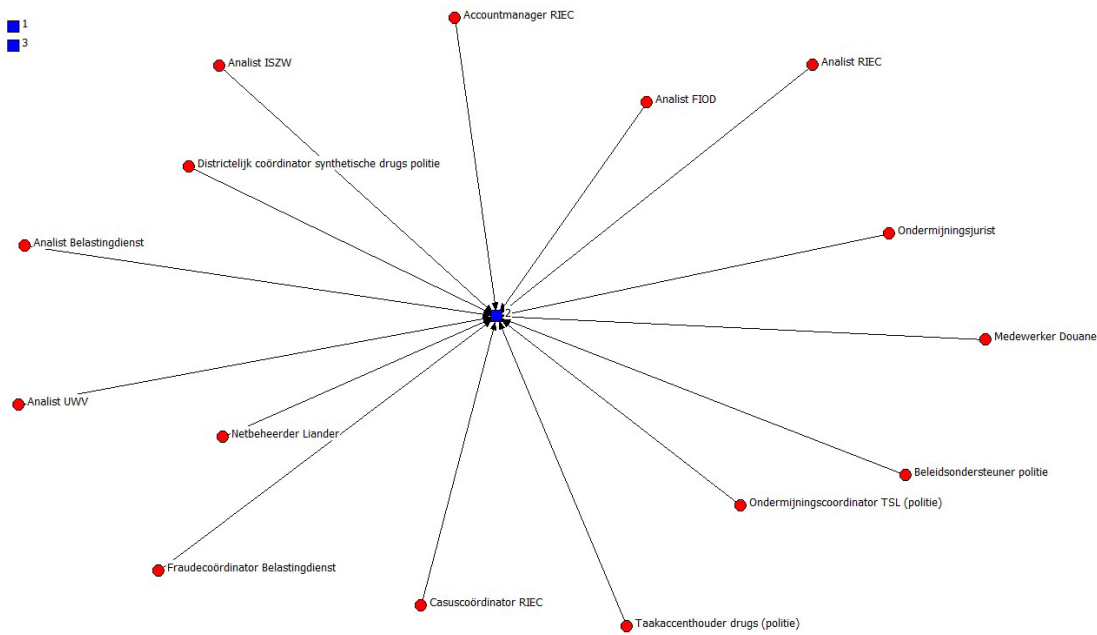 1
3
Accountmanager RIEC
Analist ISZW
Analist RIEC
Analist FIOD
Districtelijk coördinator synthetische drugs politie
Ondermijningsjurist
Analist Belastingdienst
2
Medewerker Douane
Analist UWV
Netbeheerder Liander
Beleidsondersteuner politie
Ondermijningscoordinator TSL (politie)
Fraudecoördinator Belastingdienst
Casuscoördinator RIEC
Taakaccenthouder drugs (politie)